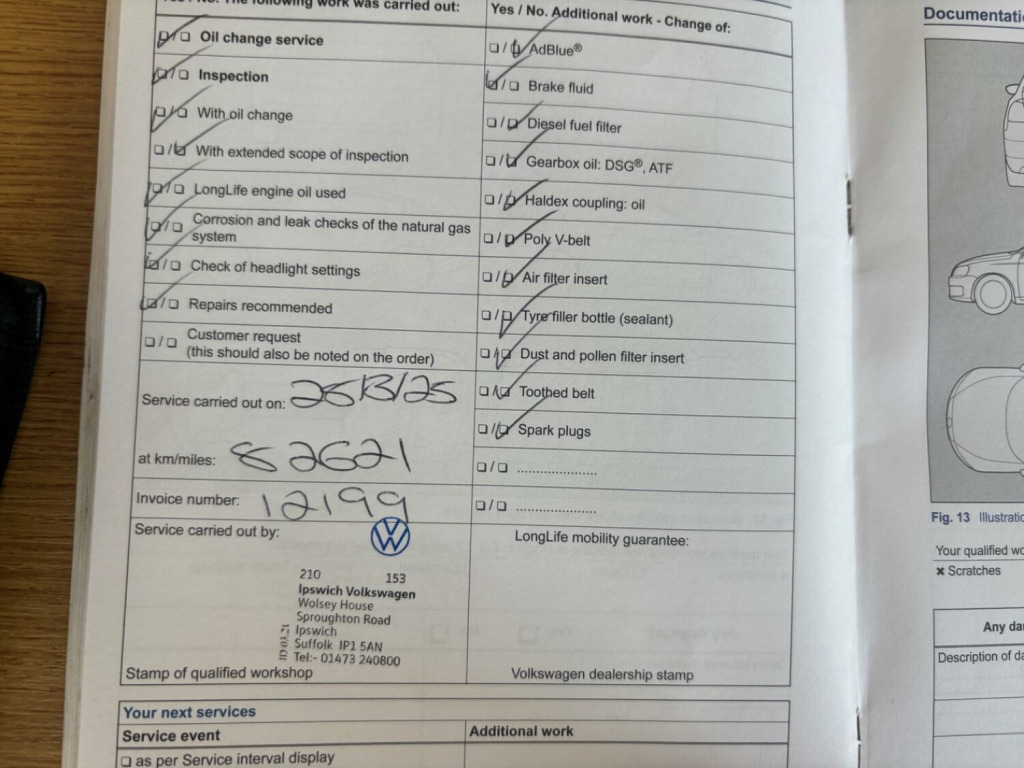 The following work was carried out:
Oil change service
Inspection
With oil change
With extended scope of inspection
LongLife engine oil used
Corrosion and leak checks of the natural gas
system
Check of headlight settings
Repairs recommended
Customer request
(this should also be noted on the order)
Service carried out on:
at km/miles: 82621
Invoice number: 12199
Service carried out by:
VW
210 153
Ipswich Volkswagen
Wolsey House
Sproughton Road
Ipswich
Suffolk IP1 5AN
Tel:- 01473 240800
Stamp of qualified workshop
Yes / No. Additional work - Change of:
AdBlue®
Brake fluid
Diesel fuel filter
Gearbox oil: DSG®, ATF
Haldex coupling: oil
Poly V-belt
Air filter insert
Tyre filler bottle (sealant)
Dust and pollen filter insert
Toothed belt
Spark plugs
LongLife mobility guarantee:
Volkswagen dealership stamp
Your next services
Service event
Additional work
as per Service interval display
Fig. 13
Your qualified
× Scratches
Any
Description of